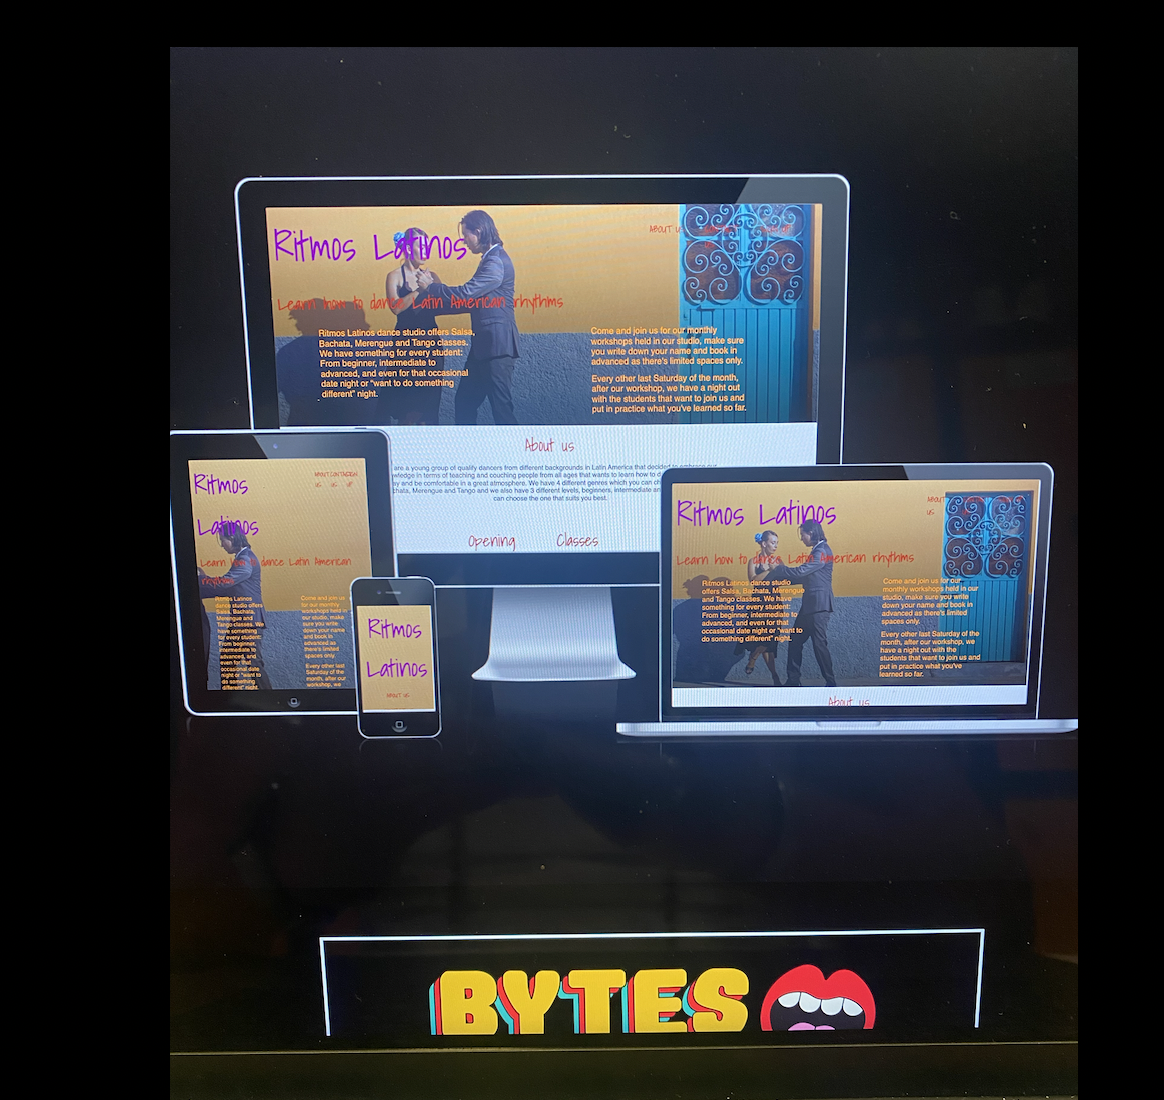 Ritmos Latinos
ABOUT U
Learn how to dance Latin American rhythms
Ritmos Latinos dance studio offers Salsa,
Bachata, Merengue and Tango classes.
We have something for every student:
From beginner, intermediate to
advanced, and even for that occasional
date night or "want to do something
different" night.
Come and join us for our monthly
workshops held in our studio, make sure
you write down your name and book in
advanced as there's limited spaces only.
Every other last Saturday of the month,
after our workshop, we have a night out
with the students that want to join us and
put in practice what you've learned so far.
About us
are a young group of qualify dancers from different backgrounds in Latin America that decided to
wledge in terms of teaching and couching people from all ages that wants to learn how to d
ay and be comfortable in a great atmosphere. We have 4 different genres which you can ch
chata, Merengue and Tango and we also have 3 different levels, beginners, intermediate an
can choose the one that suits you best.
Opening
Classes
Ritmos
Latinos
ABOUT
US
Learn how to dance Latin American
rhythms
Ritmos Latinos
dance studio offers
Salsa, Bachata,
Merengue and
Tango classes. We
have something
for every student:
From beginner,
intermediate to
advanced, and
even for that
occasional date
night or "want to
do something
different" night.
Come and join us
for our monthly
workshops held in
our studio, make
sure you write
down your name
and book in
advanced as
there's limited
spaces only.
Every other last
Saturday of the
month, after our
workshop, we
Ritmos
Latinos
ABOUT US
Ritmos Latinos
ABOUT
US
Learn how to dance Latin American rhythms
Ritmos Latinos dance studio
offers Salsa, Bachata, Merengue
and Tango classes. We have
something for every student:
From beginner, intermediate to
advanced, and even for that
occasional date night or "want to
do something different" night.
Come and join us for our
monthly workshops held in our
studio, make sure you write
down your name and book in
advanced as there's limited
spaces only.
Every other last Saturday of the
month, after our workshop, we
have a night out with the
students that want to join us and
put in practice what you've
learned so far.
About us
BYTES